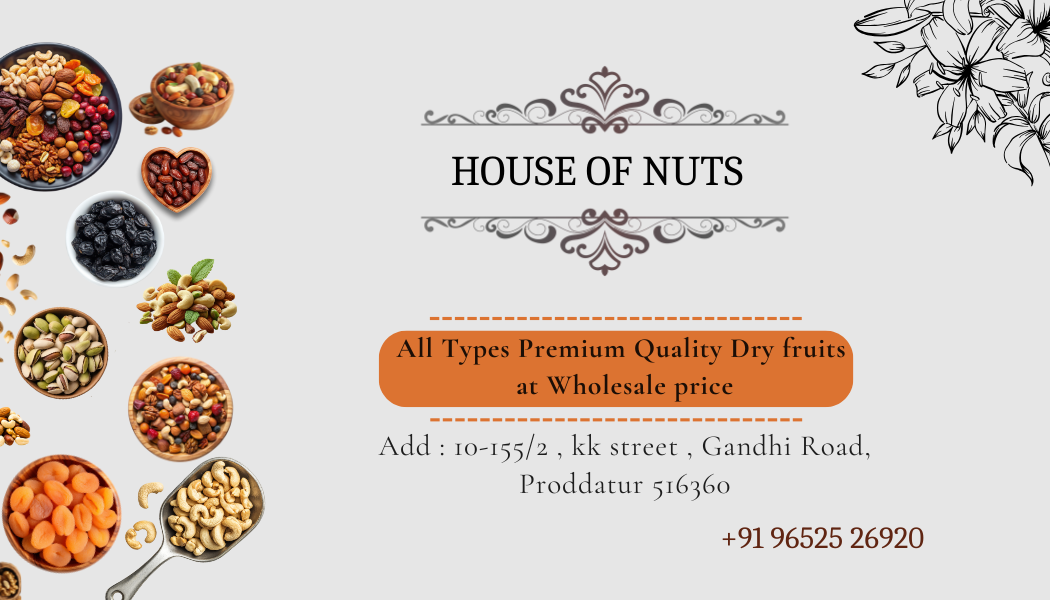 HOUSE OF NUTS
All Types Premium Quality Dry fruits
at Wholesale price
Add : 10-155/2 , kk street , Gandhi Road,
Proddatur 516360
+91 96525 26920